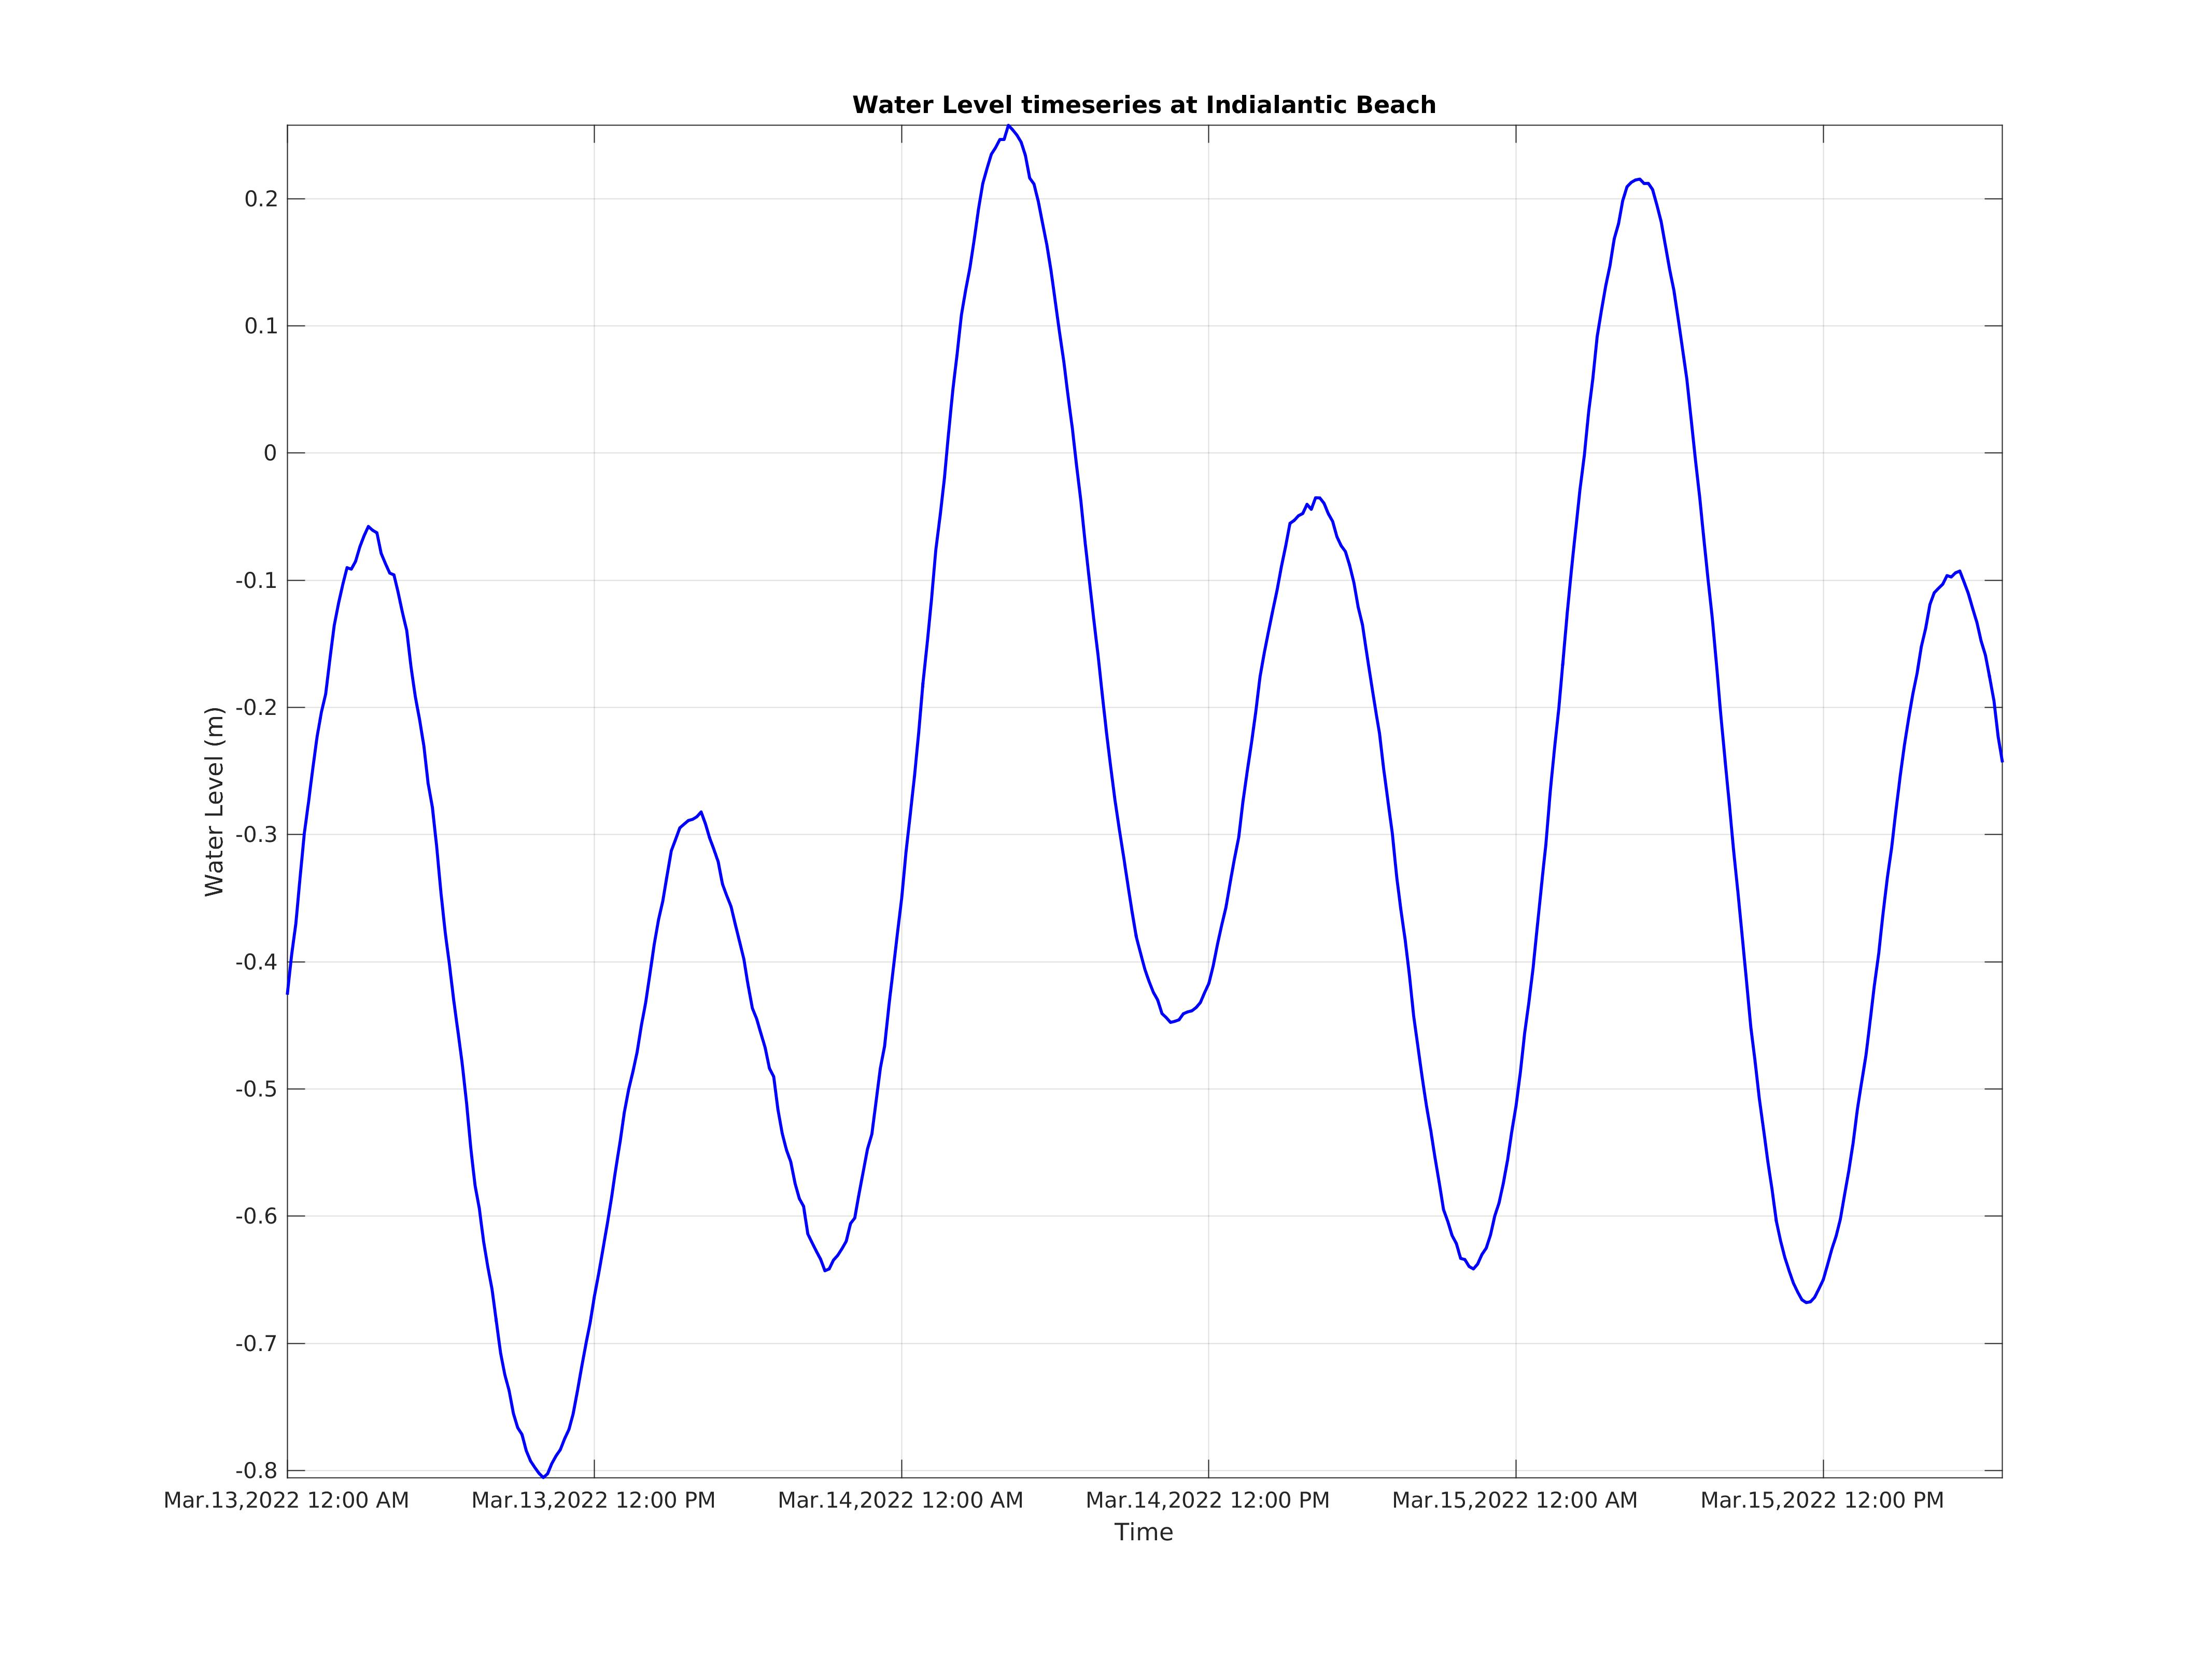 Water Level timeseries at Indialantic Beach
0.2
0.1
0
-0.1
-0.2
-0.3
-0.4
-0.5
-0.6
-0.7
-0.8
Water Level (m)
Mar.13,2022 12:00 AM
Mar.13,2022 12:00 PM
Mar.14,2022 12:00 AM
Mar.14,2022 12:00 PM
Mar.15,2022 12:00 AM
Mar.15,2022 12:00 PM
Time